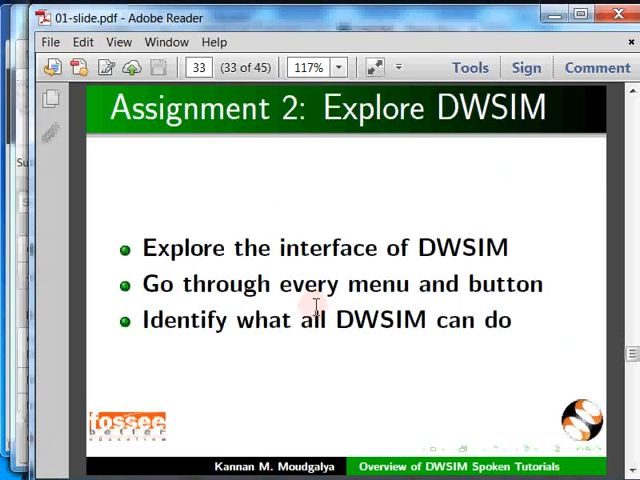 01-slide.pdf - Adobe Reader
File Edit View Window Help
33 (33 of 45) 117% Tools Sign Comment
Assignment 2: Explore DWSIM
Explore the interface of DWSIM
Go through every menu and button
Identify what all DWSIM can do
fossee
better
education
Kannan M. Moudgalya Overview of DWSIM Spoken Tutorials